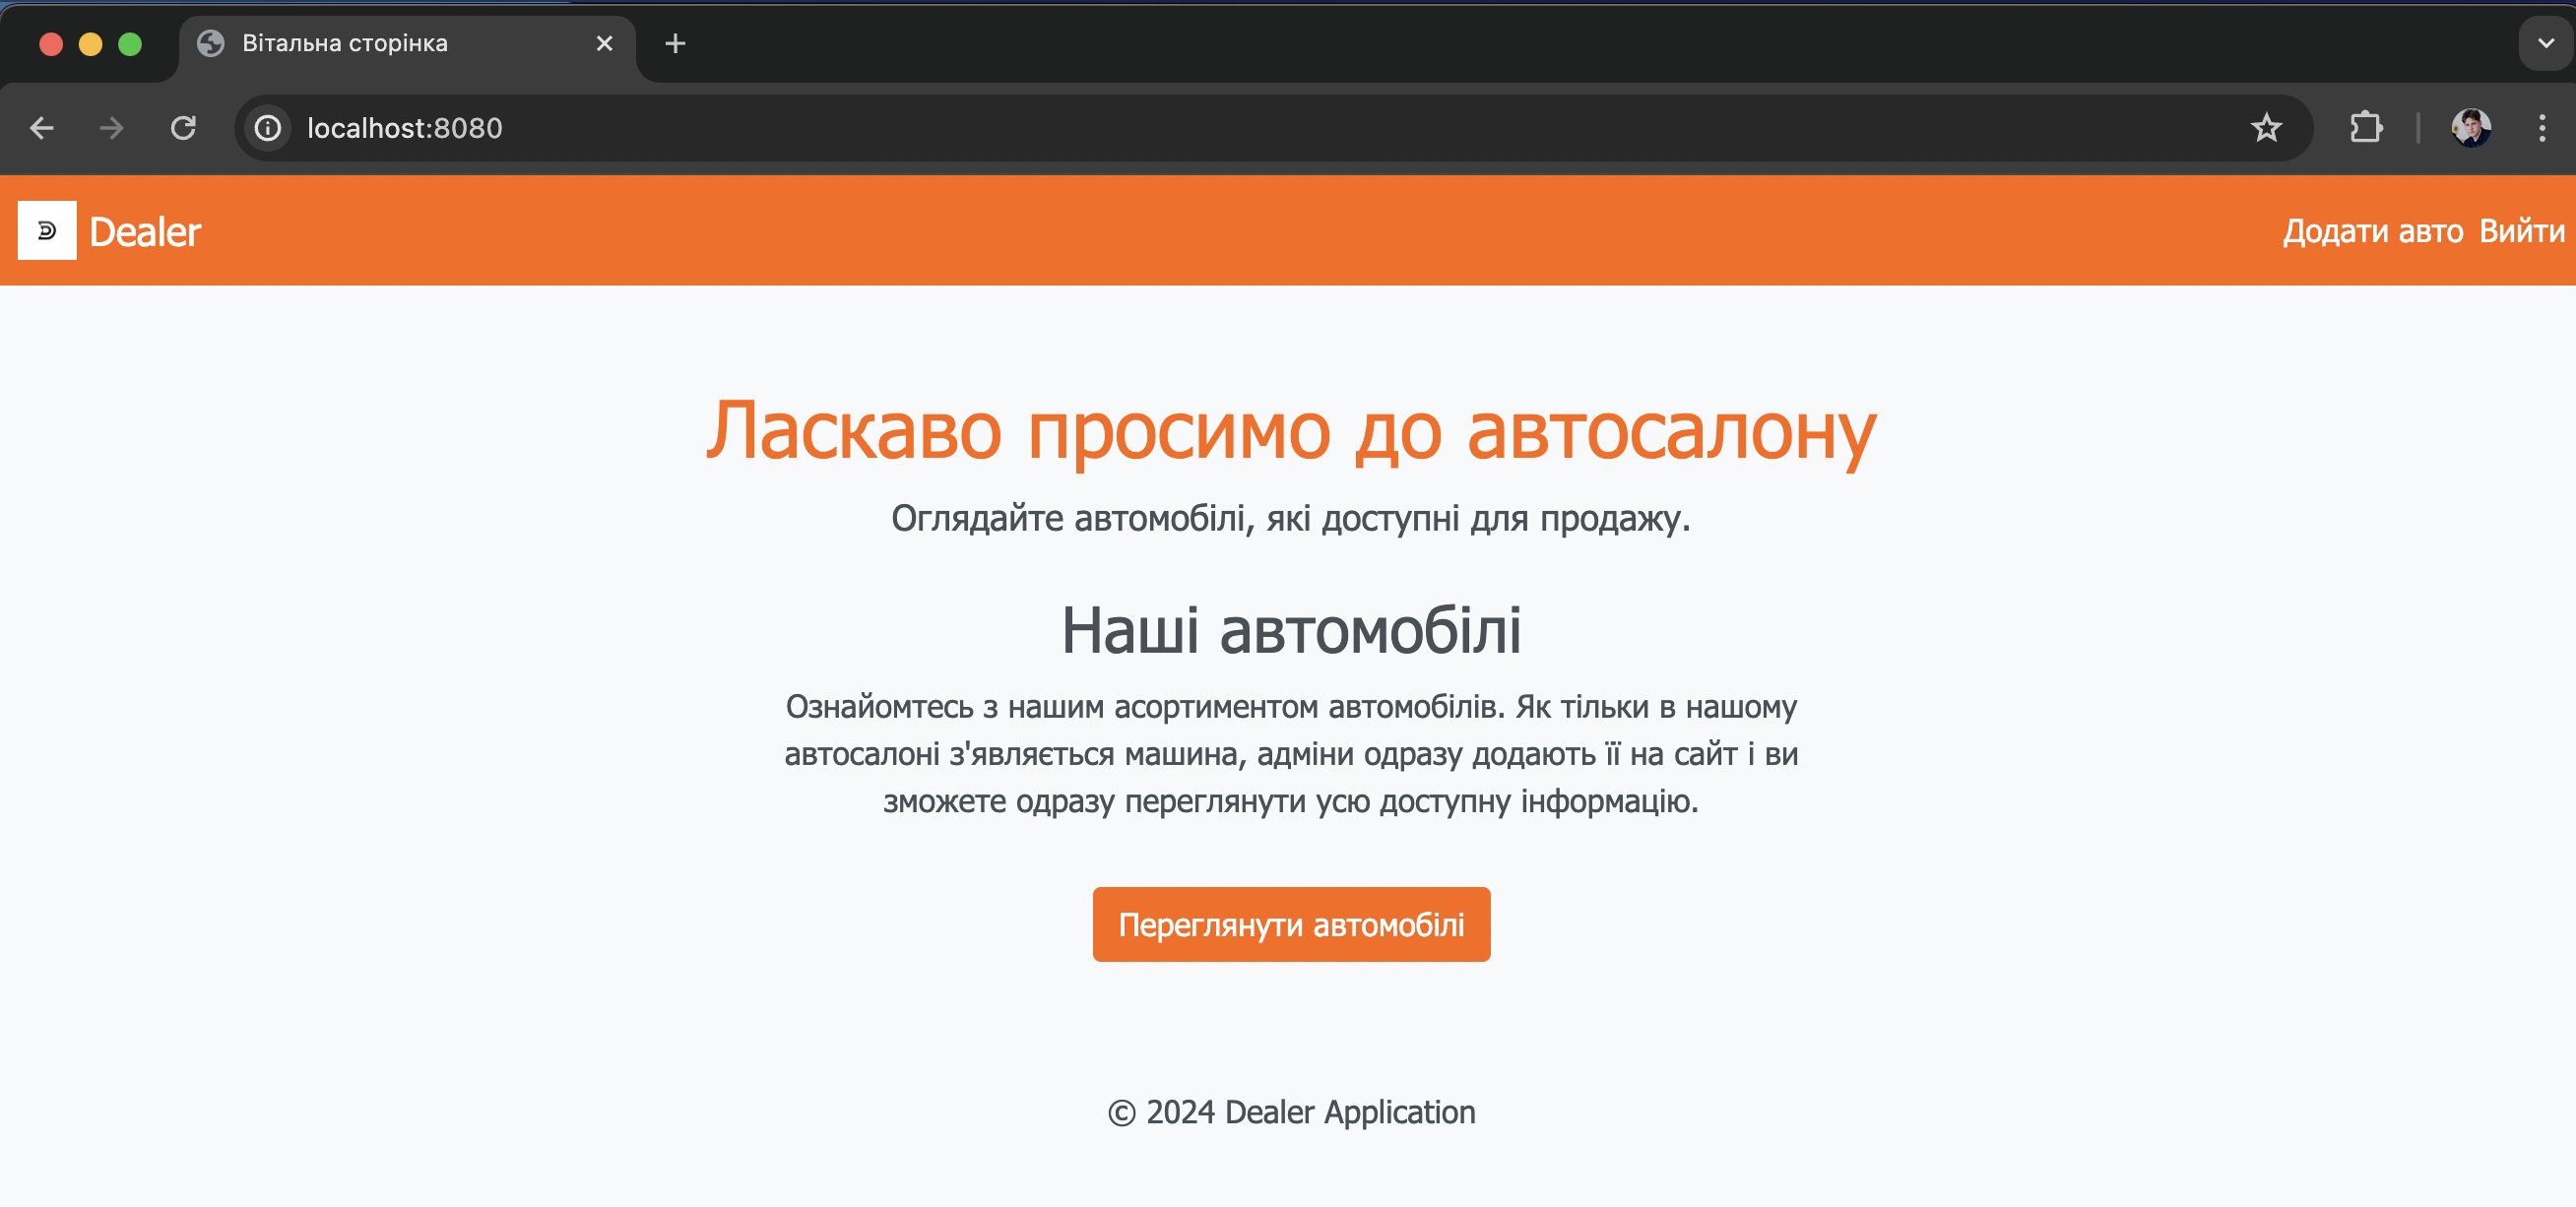 Вітальна сторінка
localhost:8080
Dealer
Додати авто Вийти
Ласкаво просимо до автосалону
Оглядайте автомобілі, які доступні для продажу.
Наші автомобілі
Ознайомтесь з нашим асортиментом автомобілів. Як тільки в нашому
автосалоні з'являється машина, адміни одразу додають її на сайт і ви
зможете одразу переглянути усю доступну інформацію.
Переглянути автомобілі
© 2024 Dealer Application